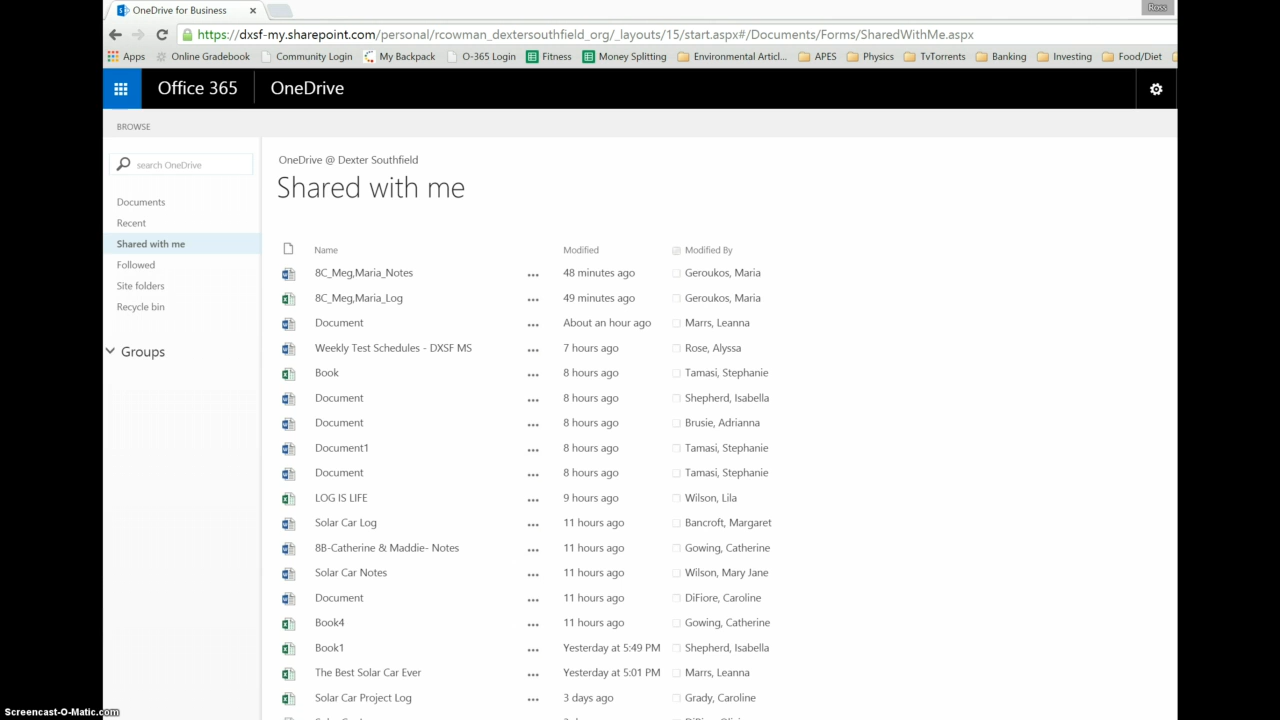 OneDrive for Business
Ross
https://dxsf-my.sharepoint.com/personal/rcowman_dextersouthfield_org/_layouts/15/start.aspx#/Documents/Forms/SharedWithMe.aspx
Apps Online Gradebook Community Login My Backpack O-365 Login Fitness Money Splitting Environmental Articl... APES Physics TvTorrents Banking Investing Food/Diet
Office 365 OneDrive
BROWSE
search OneDrive
Documents
Recent
Shared with me
Followed
Site folders
Recycle bin
Groups
OneDrive @ Dexter Southfield
Shared with me
Name Modified Modified By
8C_Meg,Maria_Notes ... 48 minutes ago Geroukos, Maria
8C_Meg,Maria_Log ... 49 minutes ago Geroukos, Maria
Document ... About an hour ago Marrs, Leanna
Weekly Test Schedules - DXSF MS ... 7 hours ago Rose, Alyssa
Book ... 8 hours ago Tamasi, Stephanie
Document ... 8 hours ago Shepherd, Isabella
Document ... 8 hours ago Brusie, Adrianna
Document1 ... 8 hours ago Tamasi, Stephanie
Document ... 8 hours ago Tamasi, Stephanie
LOG IS LIFE ... 9 hours ago Wilson, Lila
Solar Car Log ... 11 hours ago Bancroft, Margaret
8B-Catherine & Maddie- Notes ... 11 hours ago Gowing, Catherine
Solar Car Notes ... 11 hours ago Wilson, Mary Jane
Document ... 11 hours ago DiFiore, Caroline
Book4 ... 11 hours ago Gowing, Catherine
Book1 ... Yesterday at 5:49 PM Shepherd, Isabella
The Best Solar Car Ever ... Yesterday at 5:01 PM Marrs, Leanna
Solar Car Project Log ... 3 days ago Grady, Caroline
Screencast-O-Matic.com